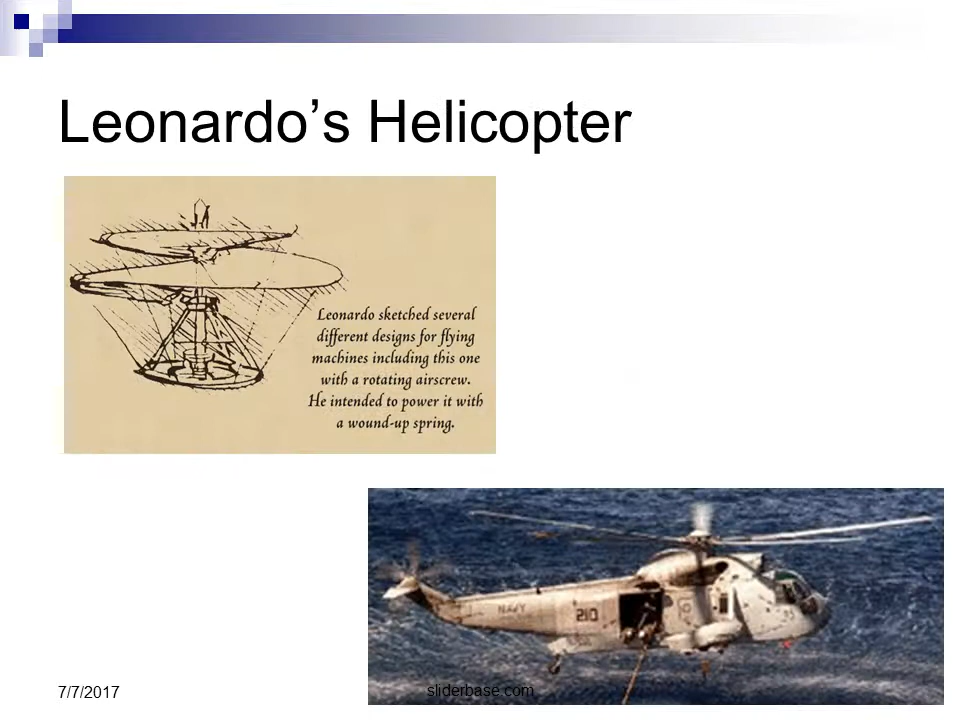 Leonardo’s Helicopter
Leonardo sketched several
different designs for flying
machines including this one
with a rotating airscrew.
He intended to power it with
a wound-up spring.
NAVY
210
7/7/2017
sliderbase.com